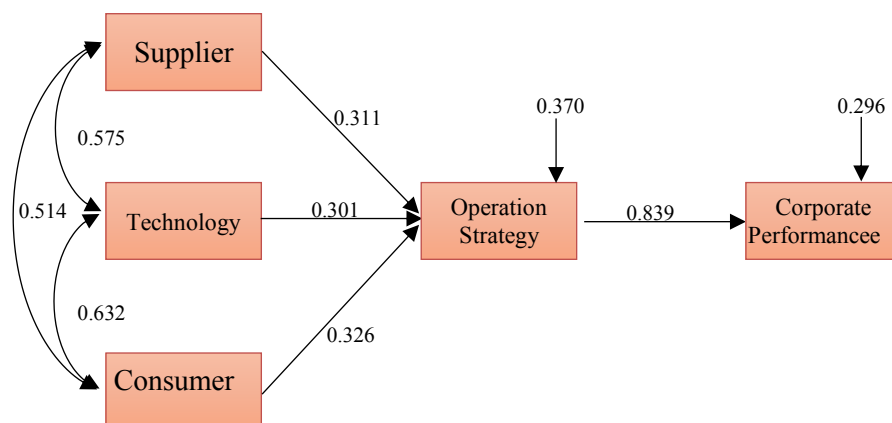 Supplier
0.311
0.370
0.296
0.575
0.514
Technology
0.301
Operation
Strategy
0.839
Corporate
Performancee
0.632
0.326
Consumer